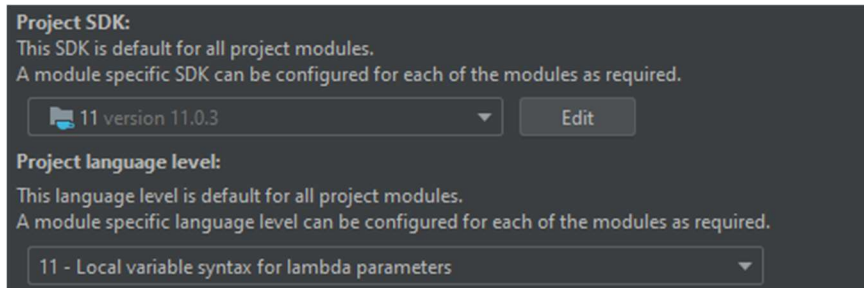 Project SDK:
This SDK is default for all project modules.
A module specific SDK can be configured for each of the modules as required.
11 version 11.0.3
Edit
Project language level:
This language level is default for all project modules.
A module specific language level can be configured for each of the modules as required.
11 - Local variable syntax for lambda parameters